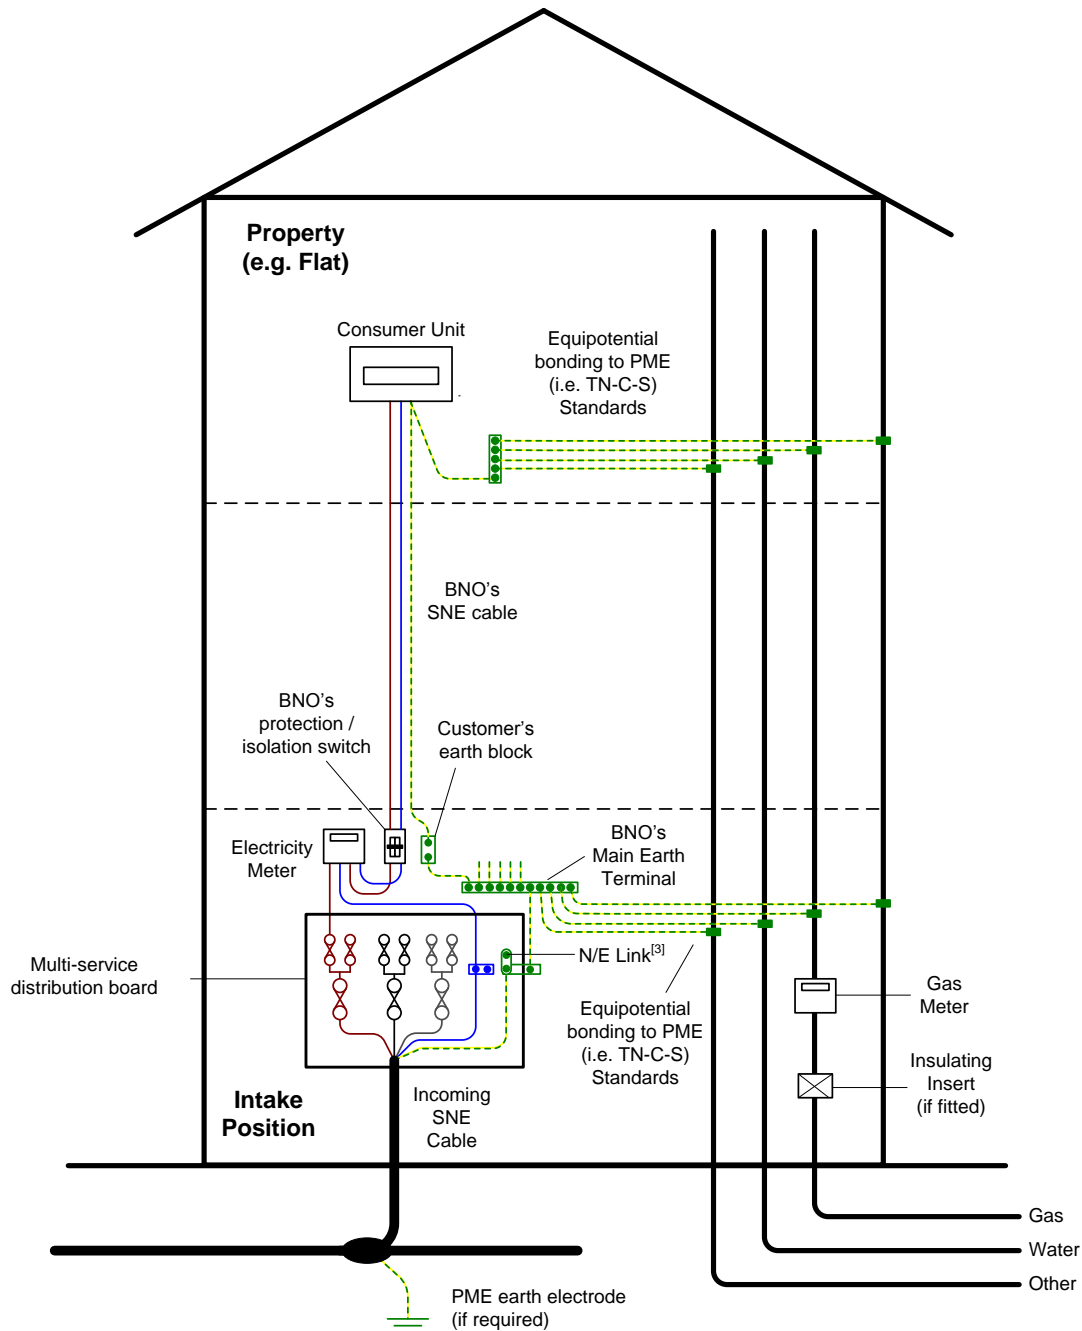 Property
(e.g. Flat)
Consumer Unit
Equipotential
bonding to PME
(i.e. TN-C-S)
Standards
BNO's
SNE cable
BNO's
protection /
isolation switch
Customer's
earth block
Electricity
Meter
BNO's
Main Earth
Terminal
Multi-service
distribution board
N/E Link[3]
Equipotential
bonding to PME
(i.e. TN-C-S)
Standards
Gas
Meter
Insulating
Insert
(if fitted)
Intake
Position
Incoming
SNE
Cable
Gas
Water
Other
PME earth electrode
(if required)